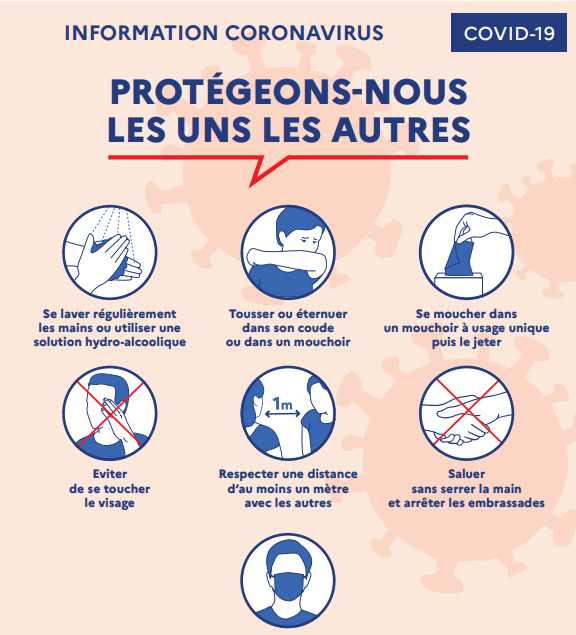 INFORMATION CORONAVIRUS
COVID-19
PROTÉGEONS-NOUS
LES UNS LES AUTRES
Se laver régulièrement
les mains ou utiliser une
solution hydro-alcoolique
Tousser ou éternuer
dans son coude
ou dans un mouchoir
Se moucher dans
un mouchoir à usage unique
puis le jeter
Eviter
de se toucher
le visage
1m
Respecter une distance
d'au moins un mètre
avec les autres
Saluer
sans serrer la main
et arrêter les embrassades